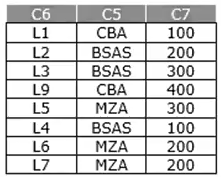 C6 C5 C7
L1 CBA 100
L2 BSAS 200
L3 BSAS 300
L9 CBA 400
L5 MZA 300
L4 BSAS 100
L6 MZA 200
L7 MZA 200